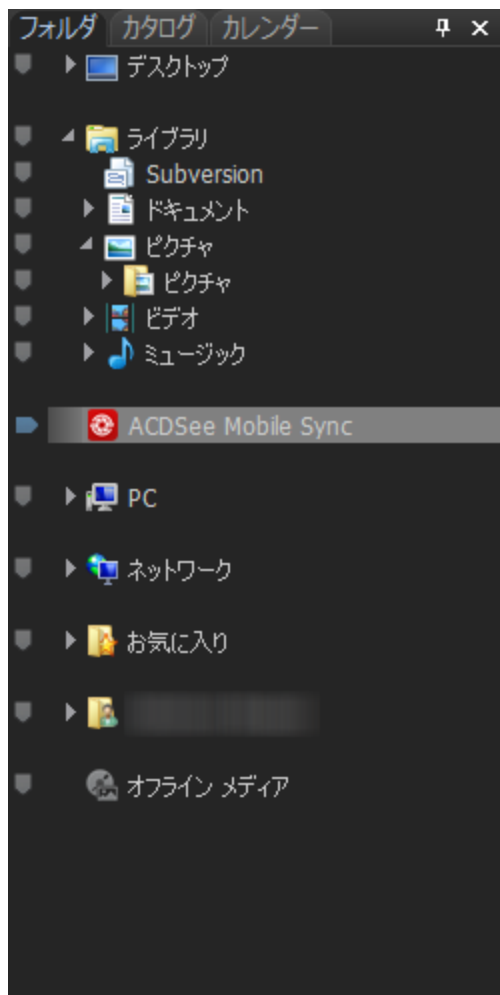 フォルダ カタログ カレンダー
デスクトップ
ライブラリ
Subversion
ドキュメント
ピクチャ
ピクチャ
ビデオ
ミュージック
ACDSee Mobile Sync
PC
ネットワーク
お気に入り
オフライン メディア